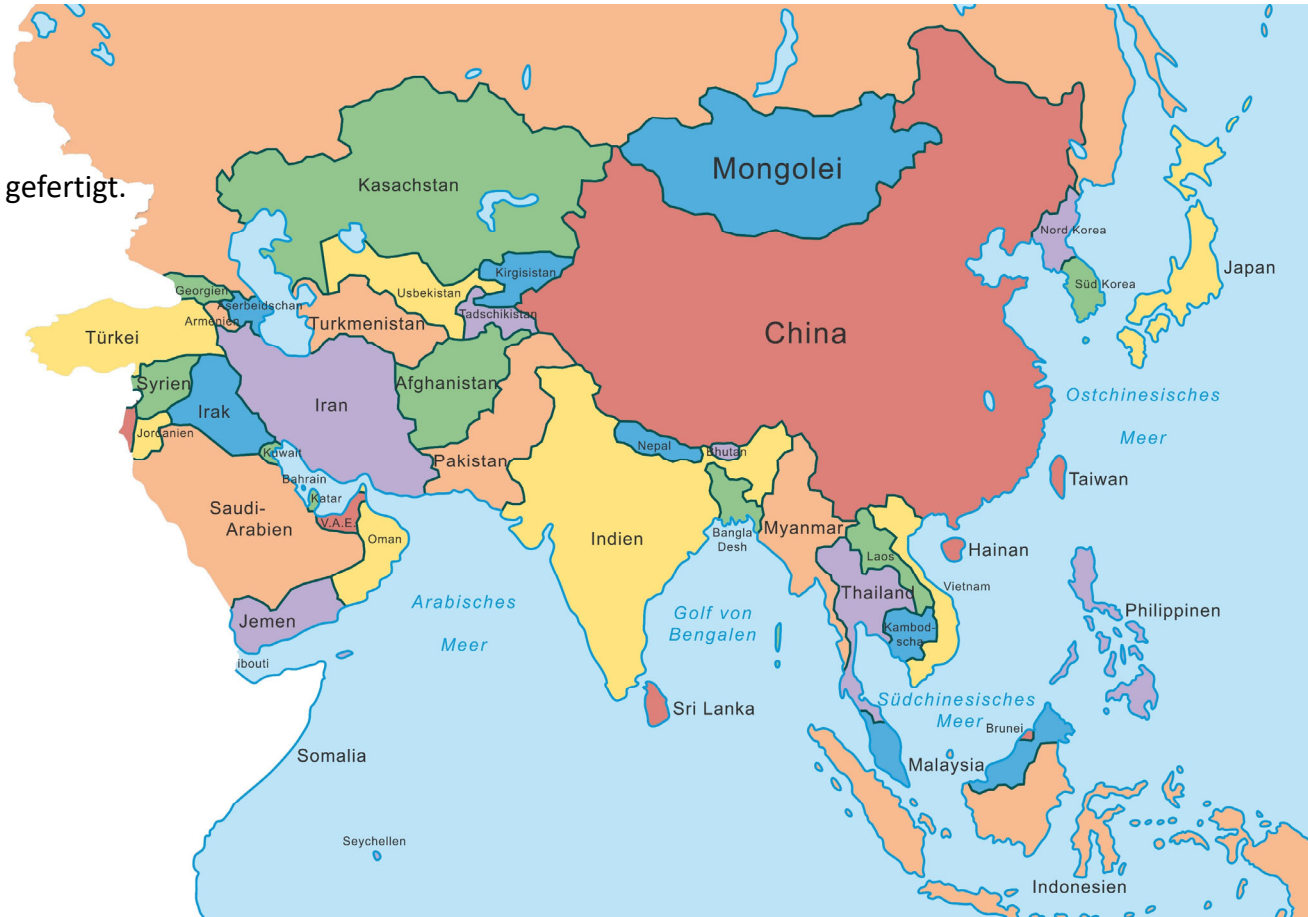 Mongolei
gefertigt.
Kasachstan
Nord Korea
Japan
Kirgisistan
Süd Korea
Georgien
Usbekistan
Aserbeidschan
Tadschikistan
Armenien
Turkmenistan
China
Türkei
Syrien
Afghanistan
Iran
Irak
Ostchinesisches
Meer
Jordanien
Nepal
Bhutan
Kuwait
Pakistan
Bahrain
Taiwan
Katar
Saudi-
Arabien
V.A.E.
Oman
Indien
Bangla
Desh
Myanmar
Hainan
Laos
Vietnam
Thailand
Arabisches
Meer
Golf von
Bengalen
Philippinen
Jemen
Kambod-
scha
ibouti
Südchinesisches
Meer
Sri Lanka
Brunei
Somalia
Malaysia
Seychellen
Indonesien